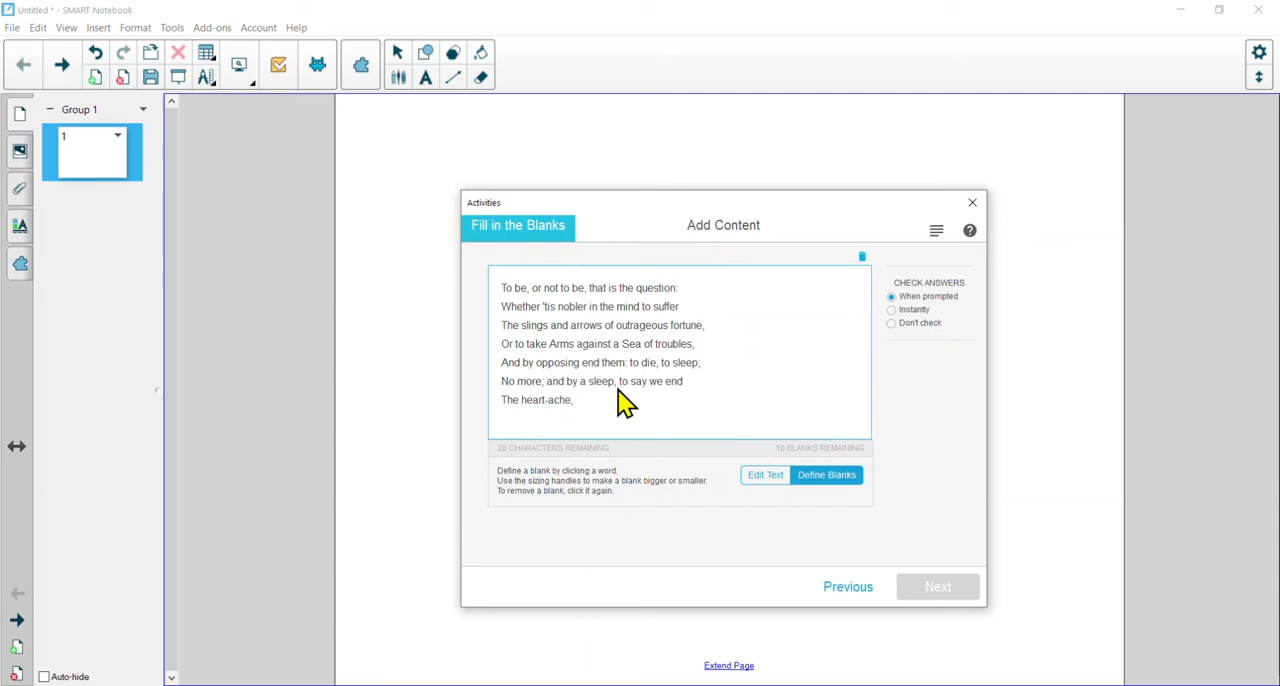 Untitled * - SMART Notebook
File Edit View Insert Format Tools Add-ons Account Help
Group 1
1
Activities
Fill in the Blanks
Add Content
To be, or not to be, that is the question:
Whether 'tis nobler in the mind to suffer
The slings and arrows of outrageous fortune,
Or to take Arms against a Sea of troubles,
And by opposing end them: to die, to sleep;
No more; and by a sleep, to say we end
The heart-ache,
CHECK ANSWERS
When prompted
Instantly
Don't check
28 CHARACTERS REMAINING
10 BLANKS REMAINING
Define a blank by clicking a word.
Use the sizing handles to make a blank bigger or smaller.
To remove a blank, click it again.
Edit Text
Define Blanks
Previous
Next
Extend Page
Auto-hide